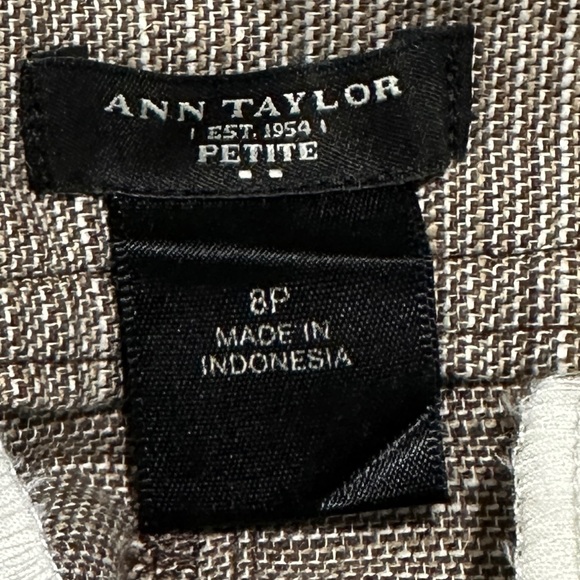 ANN TAYLOR
EST. 1954
PETITE
8P
MADE IN
INDONESIA